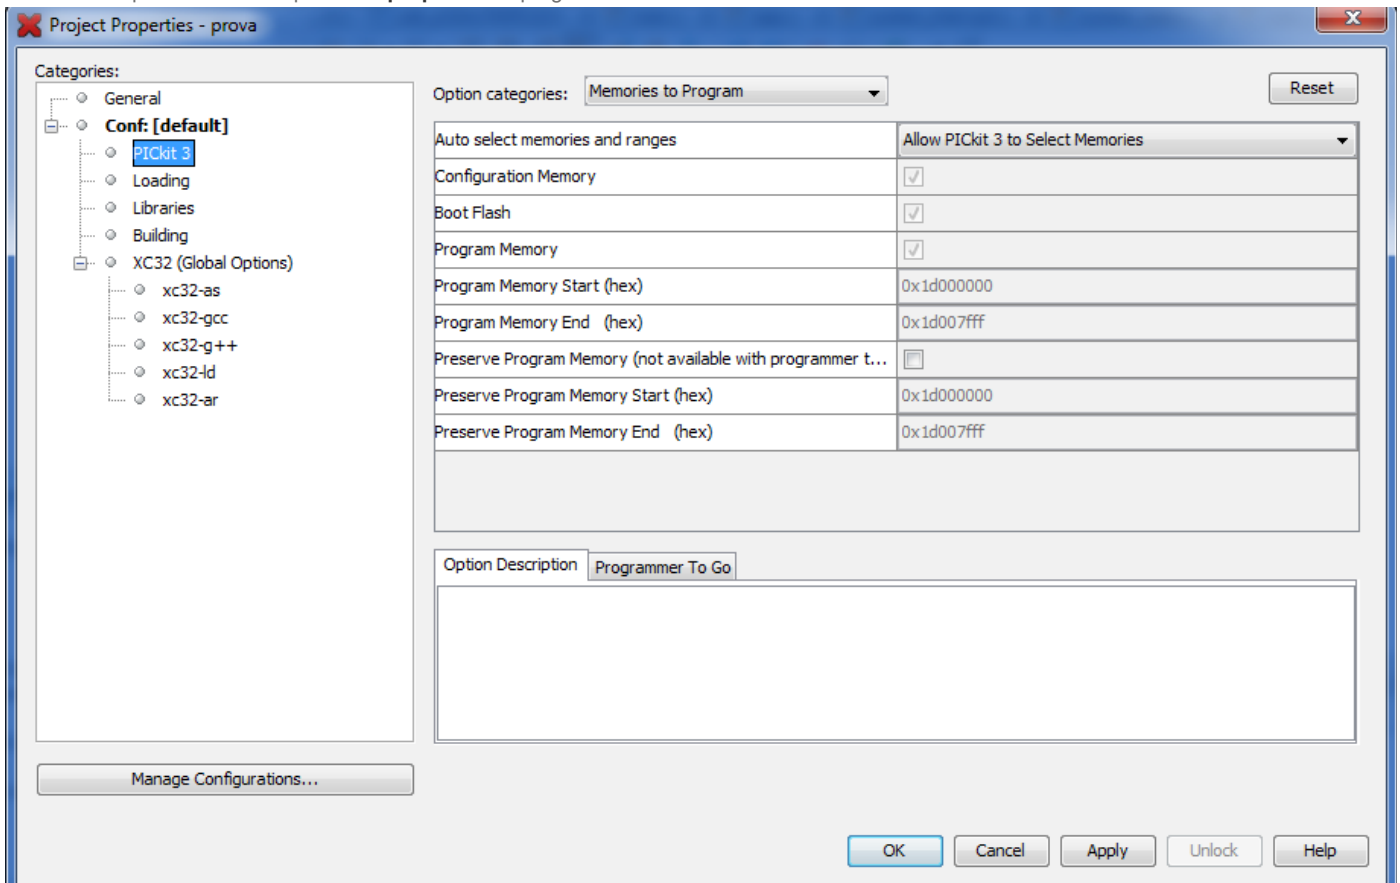 Project Properties - prova
Categories:
General
Conf: [default]
PICkit 3
Loading
Libraries
Building
XC32 (Global Options)
xc32-as
xc32-gcc
xc32-g++
xc32-ld
xc32-ar
Manage Configurations...
Option categories: Memories to Program Reset
Auto select memories and ranges Allow PICkit 3 to Select Memories
Configuration Memory
Boot Flash
Program Memory
Program Memory Start (hex) 0x1d000000
Program Memory End (hex) 0x1d007fff
Preserve Program Memory (not available with programmer t...
Preserve Program Memory Start (hex) 0x1d000000
Preserve Program Memory End (hex) 0x1d007fff
Option Description Programmer To Go
OK Cancel Apply Unlock Help